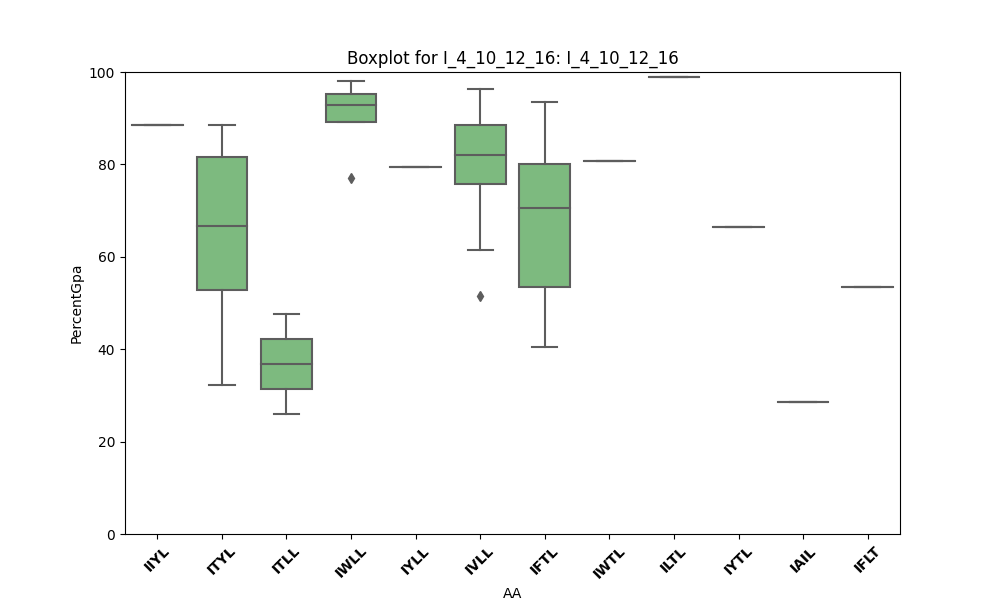 Boxplot for I_4_10_12_16: I_4_10_12_16
100
80
60
40
20
0
PercentGpa
IIYL
ITYL
ITLL
IWLL
IYLL
IVLL
IFTL
IWTL
ILTL
IYTL
IAIL
IFLT
AA